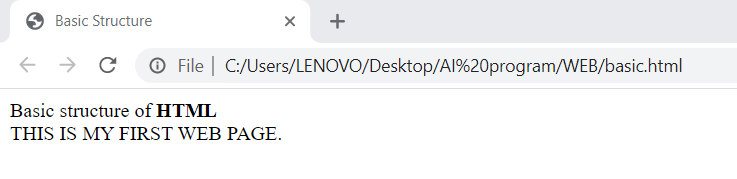 Basic Structure
File | C:/Users/LENOVO/Desktop/AI%20program/WEB/basic.html
Basic structure of HTML
THIS IS MY FIRST WEB PAGE.